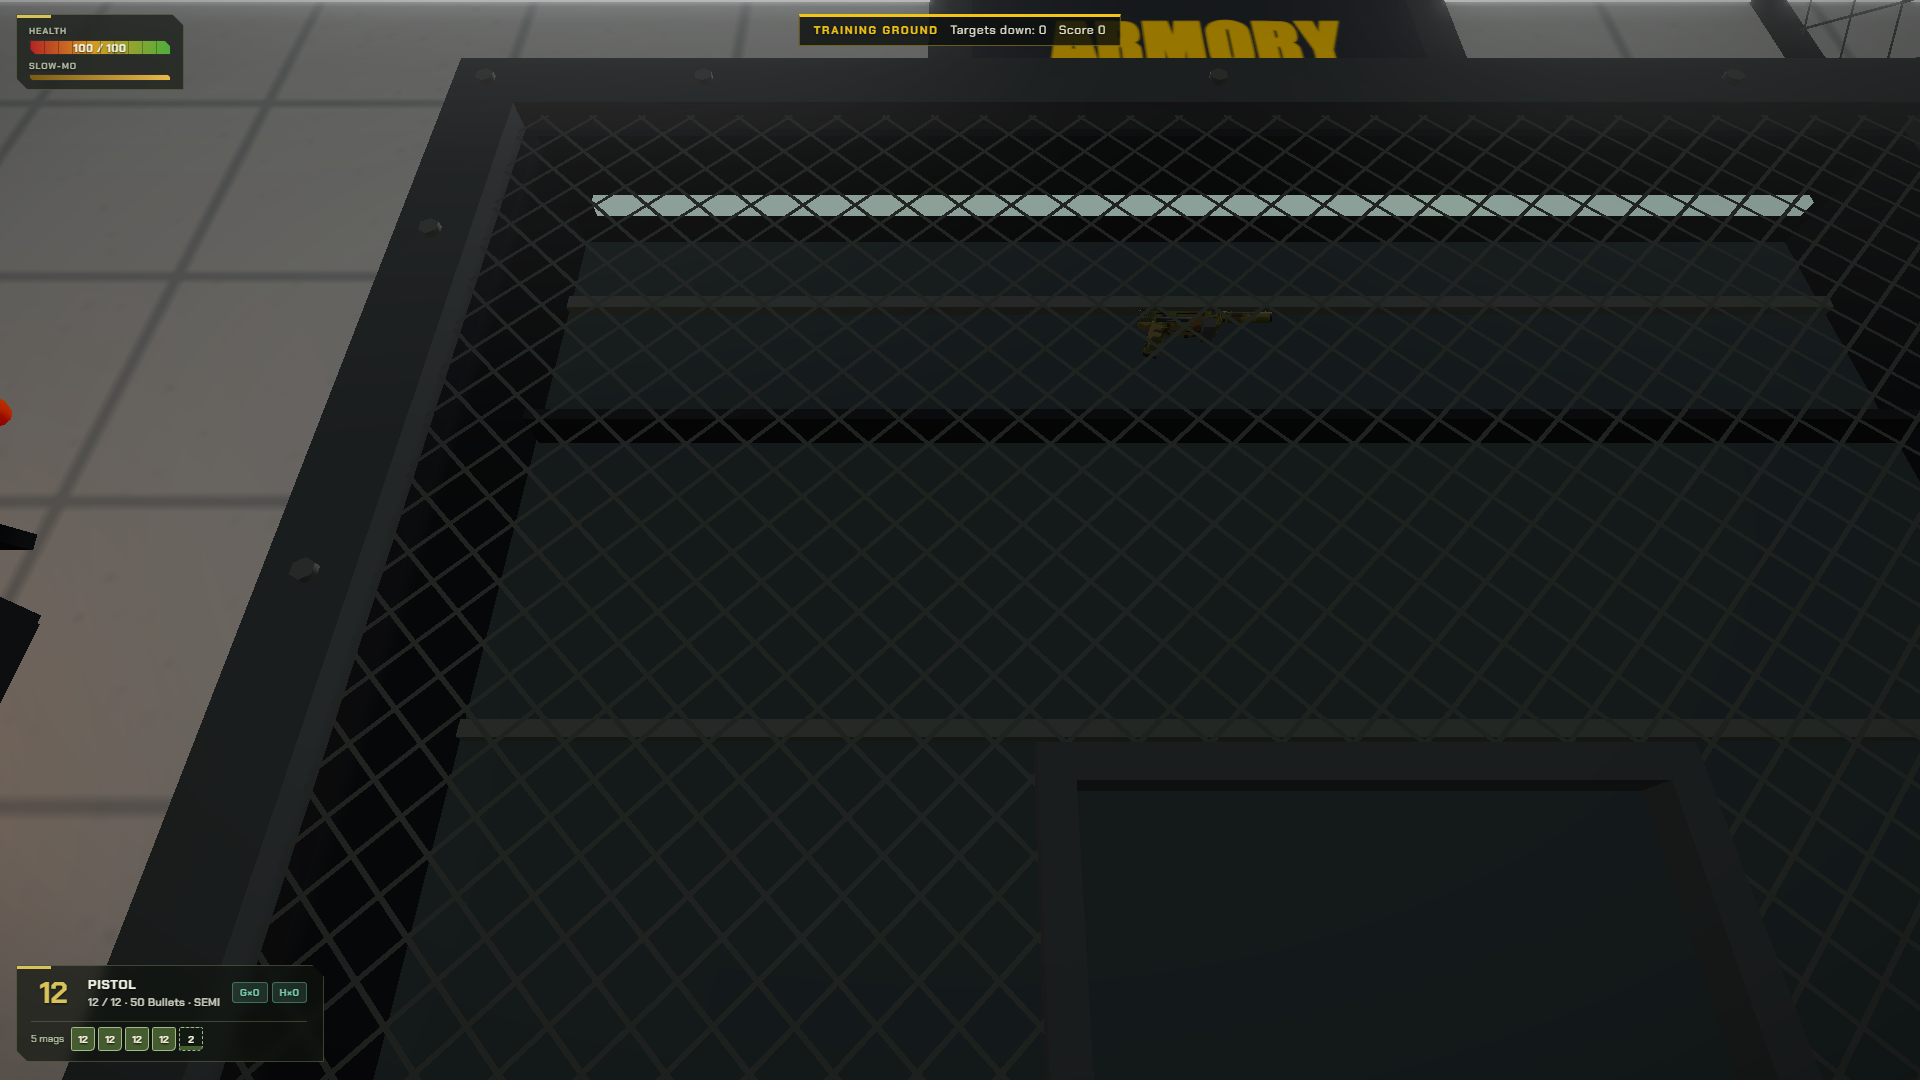 HEALTH
100 / 100
SLOW-MO
TRAINING GROUND Targets down: 0 Score 0
ARMORY
12
PISTOL
12 / 12 · 50 Bullets · SEMI
G×0 H×0
5 mags 12 12 12 12 2